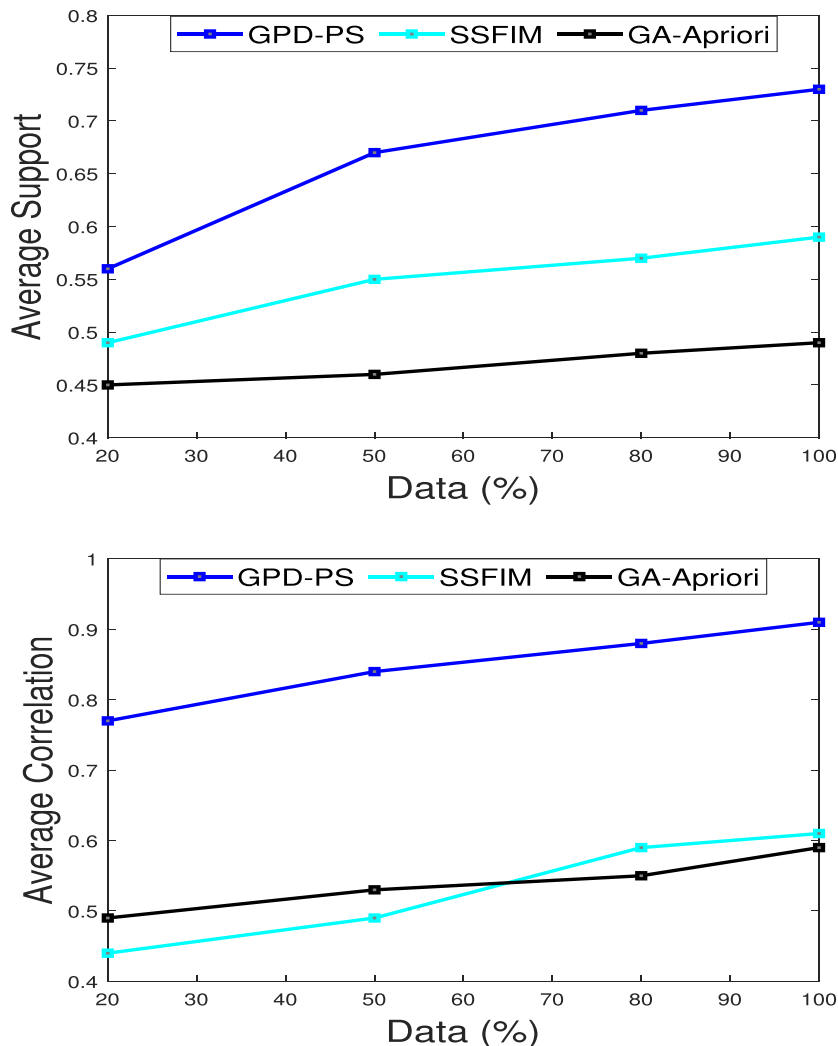 0.8
GPD-PS SSFIM GA-Apriori
0.75
0.7
0.65
0.6
0.55
0.5
0.45
0.4
Average Support
20 30 40 50 60 70 80 90 100
Data (%)
1
GPD-PS SSFIM GA-Apriori
0.9
0.8
0.7
0.6
0.5
0.4
Average Correlation
20 30 40 50 60 70 80 90 100
Data (%)